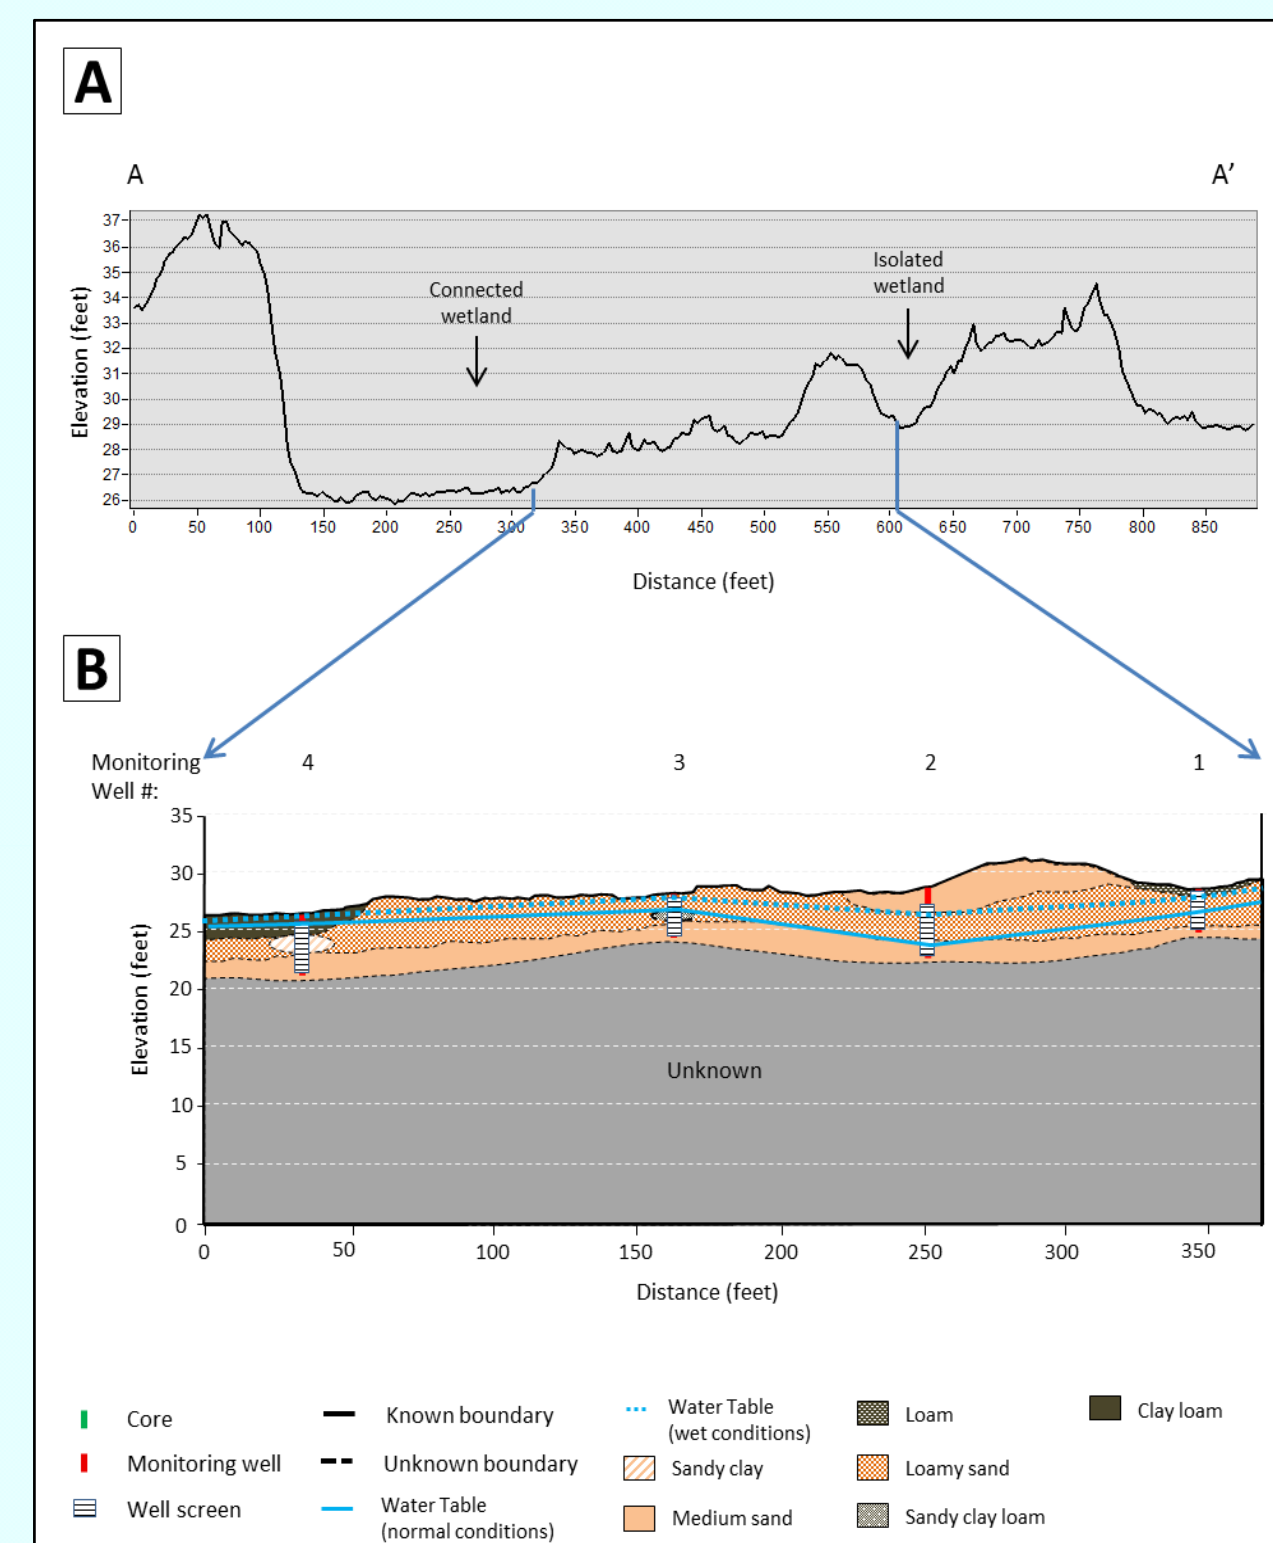 A
A
A’
37
36
35
34
33
32
31
30
29
28
27
26
Elevation (feet)
Connected
wetland
Isolated
wetland
0 50 100 150 200 250 300 350 400 450 500 550 600 650 700 750 800 850
Distance (feet)
B
Monitoring
Well #:
4 3 2 1
35
30
25
20
15
10
5
0
Elevation (feet)
Unknown
0 50 100 150 200 250 300 350
Distance (feet)
Core
Monitoring well
Well screen
Known boundary
Unknown boundary
Water Table
(normal conditions)
Water Table
(wet conditions)
Sandy clay
Medium sand
Loam
Loamy sand
Sandy clay loam
Clay loam